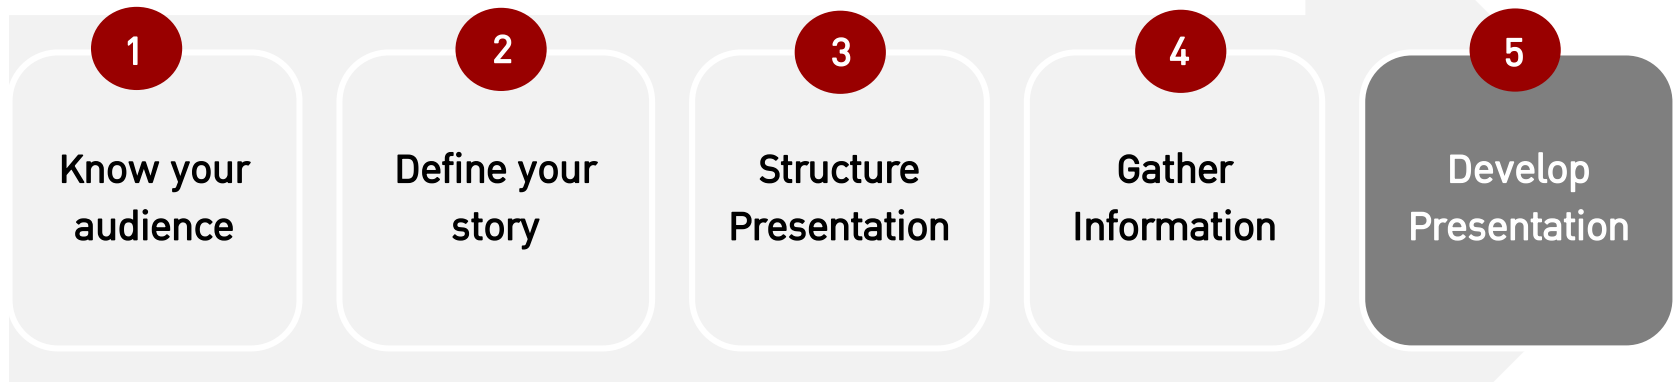 1
Know your
audience
2
Define your
story
3
Structure
Presentation
4
Gather
Information
5
Develop
Presentation